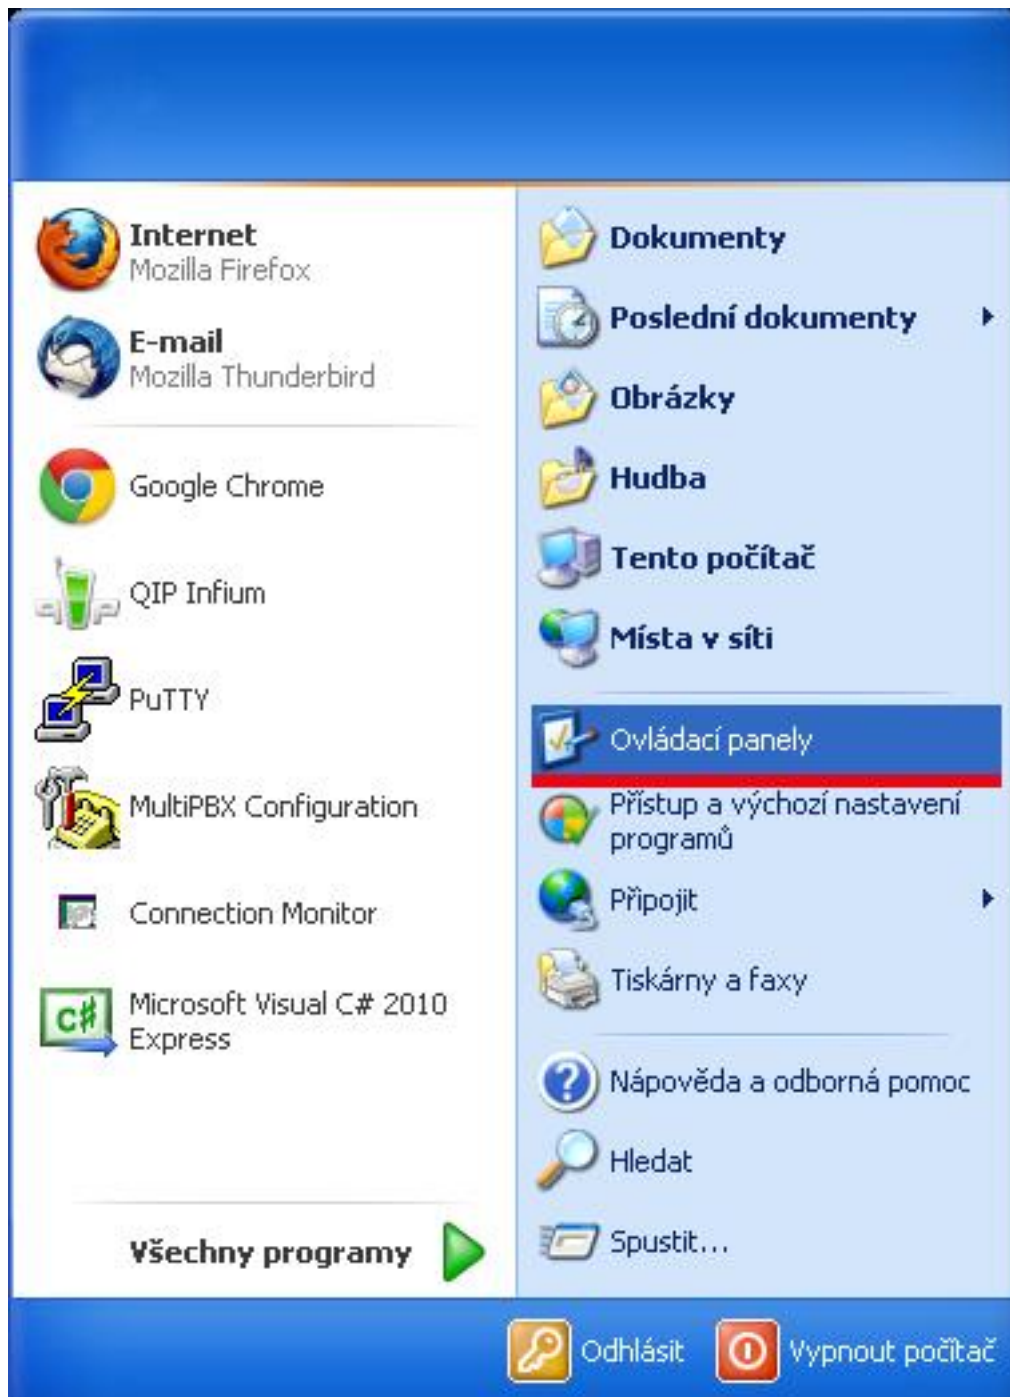 Internet
Mozilla Firefox
E-mail
Mozilla Thunderbird
Google Chrome
QIP Infium
PuTTY
MultiPBX Configuration
Connection Monitor
Microsoft Visual C# 2010
Express
Všechny programy
Dokumenty
Poslední dokumenty
Obrázky
Hudba
Tento počítač
Místa v síti
Ovládací panely
Přístup a výchozí nastavení
programů
Připojit
Tiskárny a faxy
Nápověda a odborná pomoc
Hledat
Spustit...
Odhlásit
Vypnout počítač